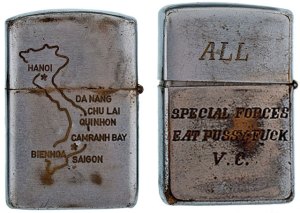 HANOI
DA NANG
CHU LAI
QUINHON
CAMRANH BAY
BIENHOA
SAIGON
ALL
SPECIAL FORCES
EAT PUSSY-FUCK
V.C.